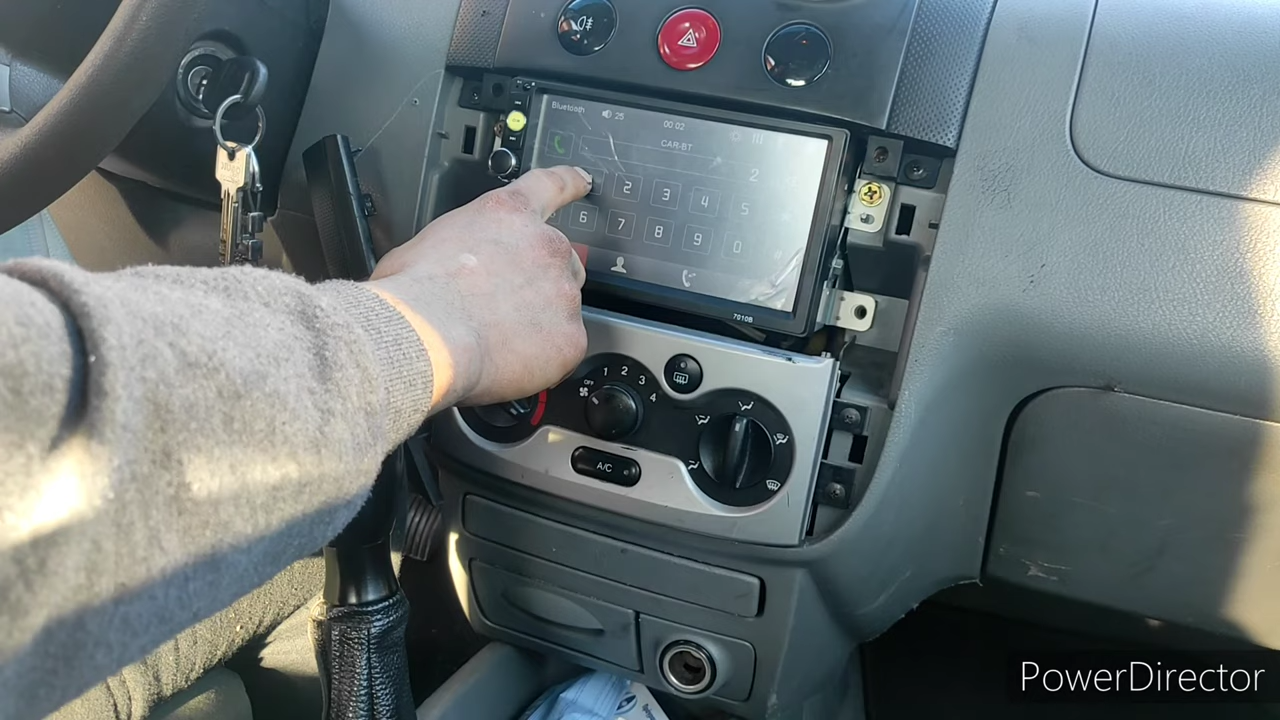 Bluetooth
25
00:02
CAR-BT
2
2 3 4 5
6 7 8 9 0
7010B
OFF 1 2 3 4
A/C
PowerDirector